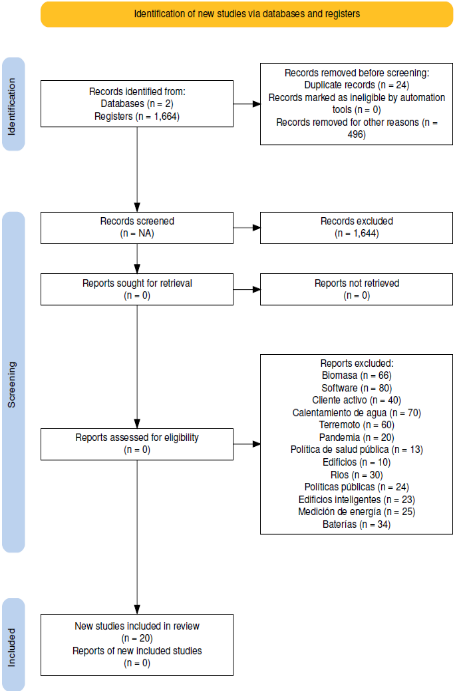 Identification of new studies via databases and registers
Identification
Records identified from:
Databases (n = 2)
Registers (n = 1,664)
Records removed before screening:
Duplicate records (n = 24)
Records marked as ineligible by automation
tools (n = 0)
Records removed for other reasons (n =
496)
Screening
Records screened
(n = NA)
Records excluded
(n = 1,644)
Reports sought for retrieval
(n = 0)
Reports not retrieved
(n = 0)
Reports assessed for eligibility
(n = 0)
Reports excluded:
Biomasa (n = 66)
Software (n = 80)
Cliente activo (n = 40)
Calentamiento de agua (n = 70)
Terremoto (n = 60)
Pandemia (n = 20)
Política de salud pública (n = 13)
Edificios (n = 10)
Ríos (n = 30)
Políticas públicas (n = 24)
Edificios inteligentes (n = 23)
Medición de energía (n = 25)
Baterías (n = 34)
Included
New studies included in review
(n = 20)
Reports of new included studies
(n = 0)